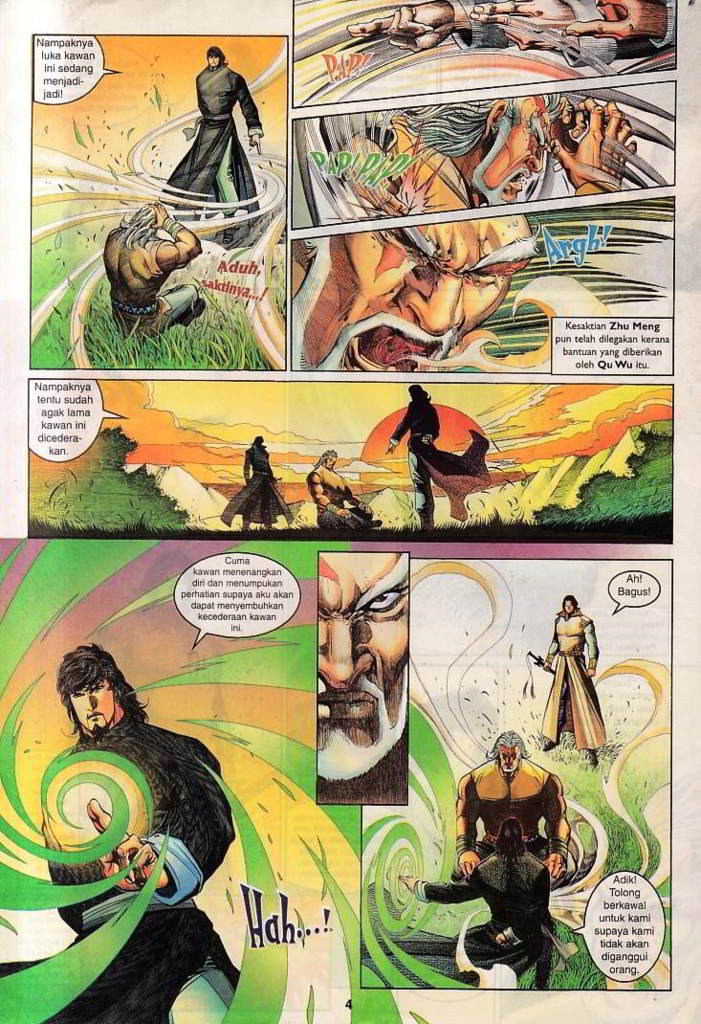 Nampaknya
luka kawan
ini sedang
menjadi-
jadi!
Aduh,
saktinya...!
PAP!
PAP! PAP!
Argh!
Kesaktian Zhu Meng
pun telah dilegakan kerana
bantuan yang diberikan
oleh Qu Wu itu.
Nampaknya
tentu sudah
agak lama
kawan ini
dicedera-
kan.
Cuma
kawan menenangkan
diri dan menumpukan
perhatian supaya aku akan
dapat menyembuhkan
kecederaan kawan
ini.
Hah...!
Ah!
Bagus!
Adik!
Tolong
berkawal
untuk kami
supaya kami
tidak akan
diganggui
orang.
4